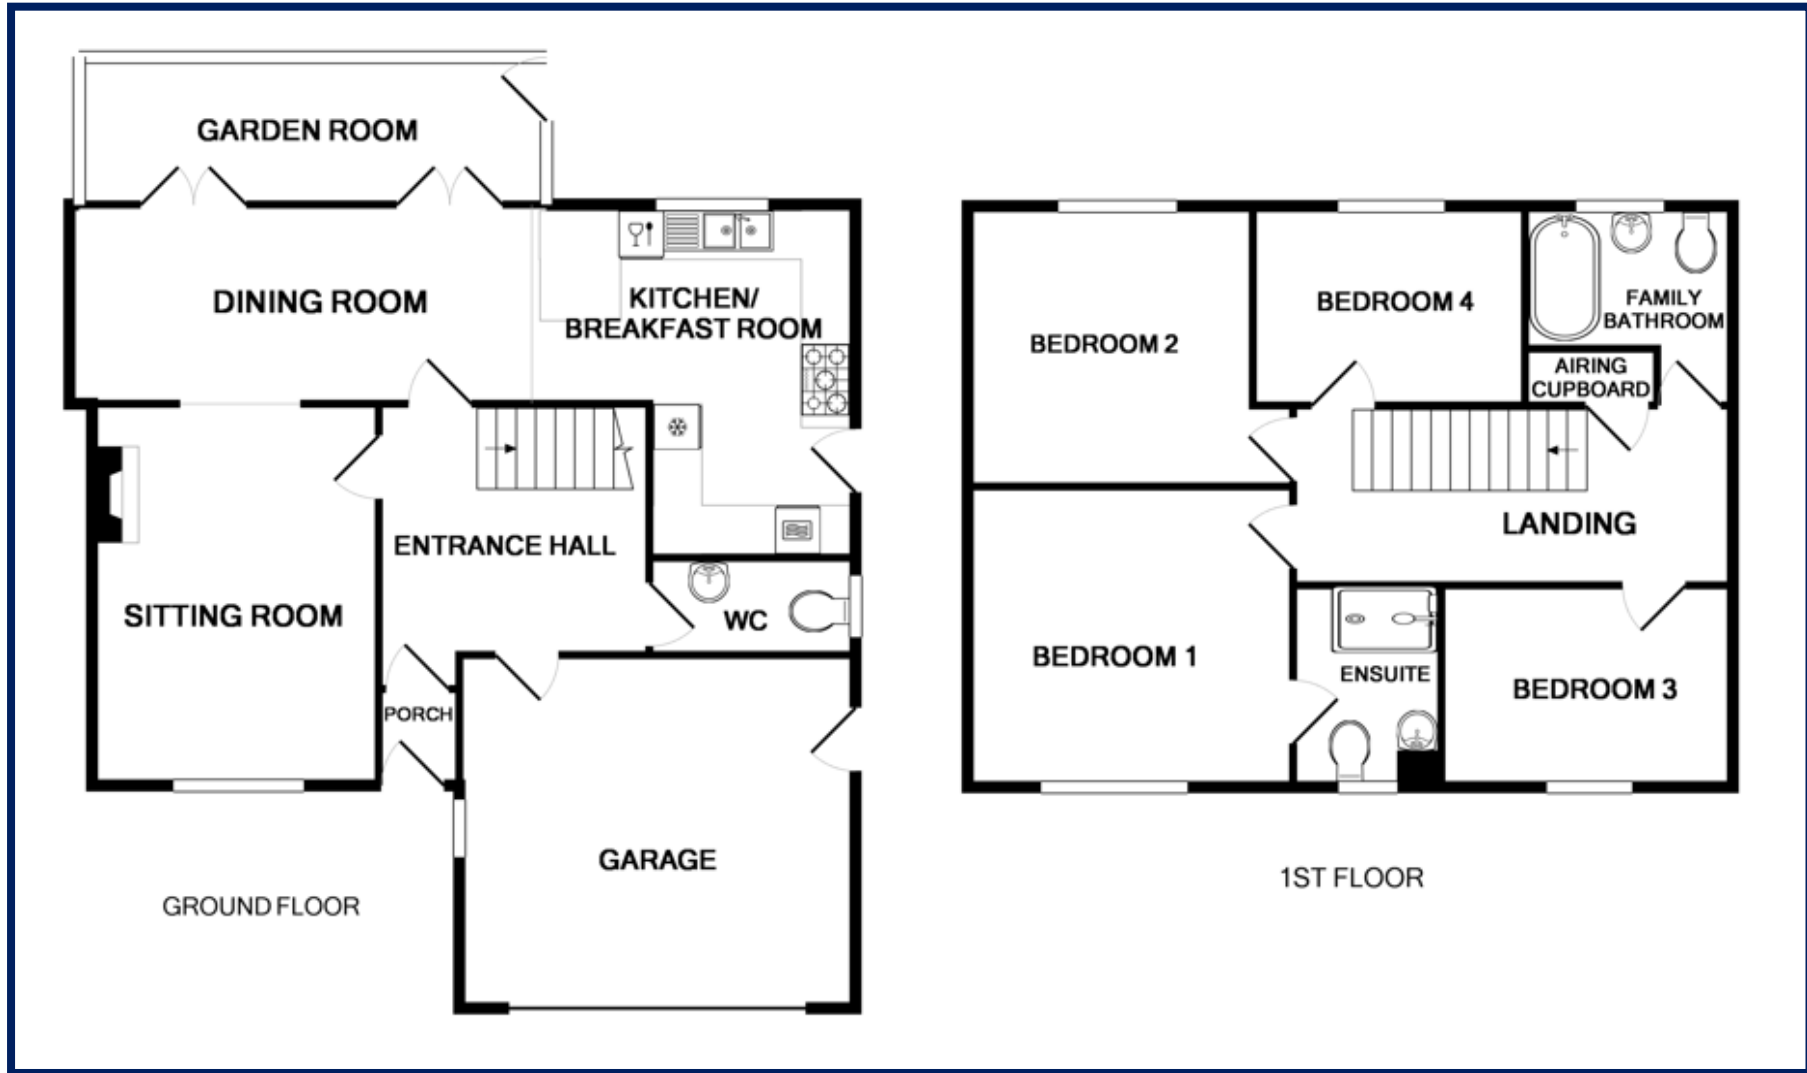 GARDEN ROOM
DINING ROOM
KITCHEN/
BREAKFAST ROOM
ENTRANCE HALL
SITTING ROOM
WC
PORCH
GARAGE
GROUND FLOOR
BEDROOM 2
BEDROOM 4
FAMILY
BATHROOM
AIRING
CUPBOARD
LANDING
BEDROOM 1
ENSUITE
BEDROOM 3
1ST FLOOR